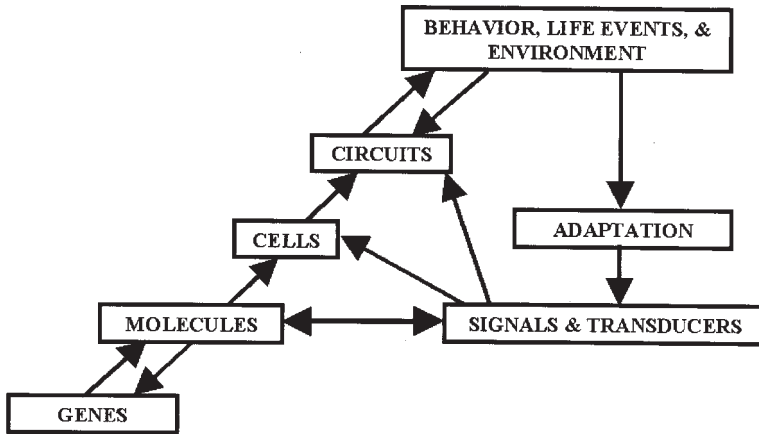 BEHAVIOR, LIFE EVENTS, &
ENVIRONMENT
CIRCUITS
ADAPTATION
CELLS
MOLECULES
SIGNALS & TRANSDUCERS
GENES